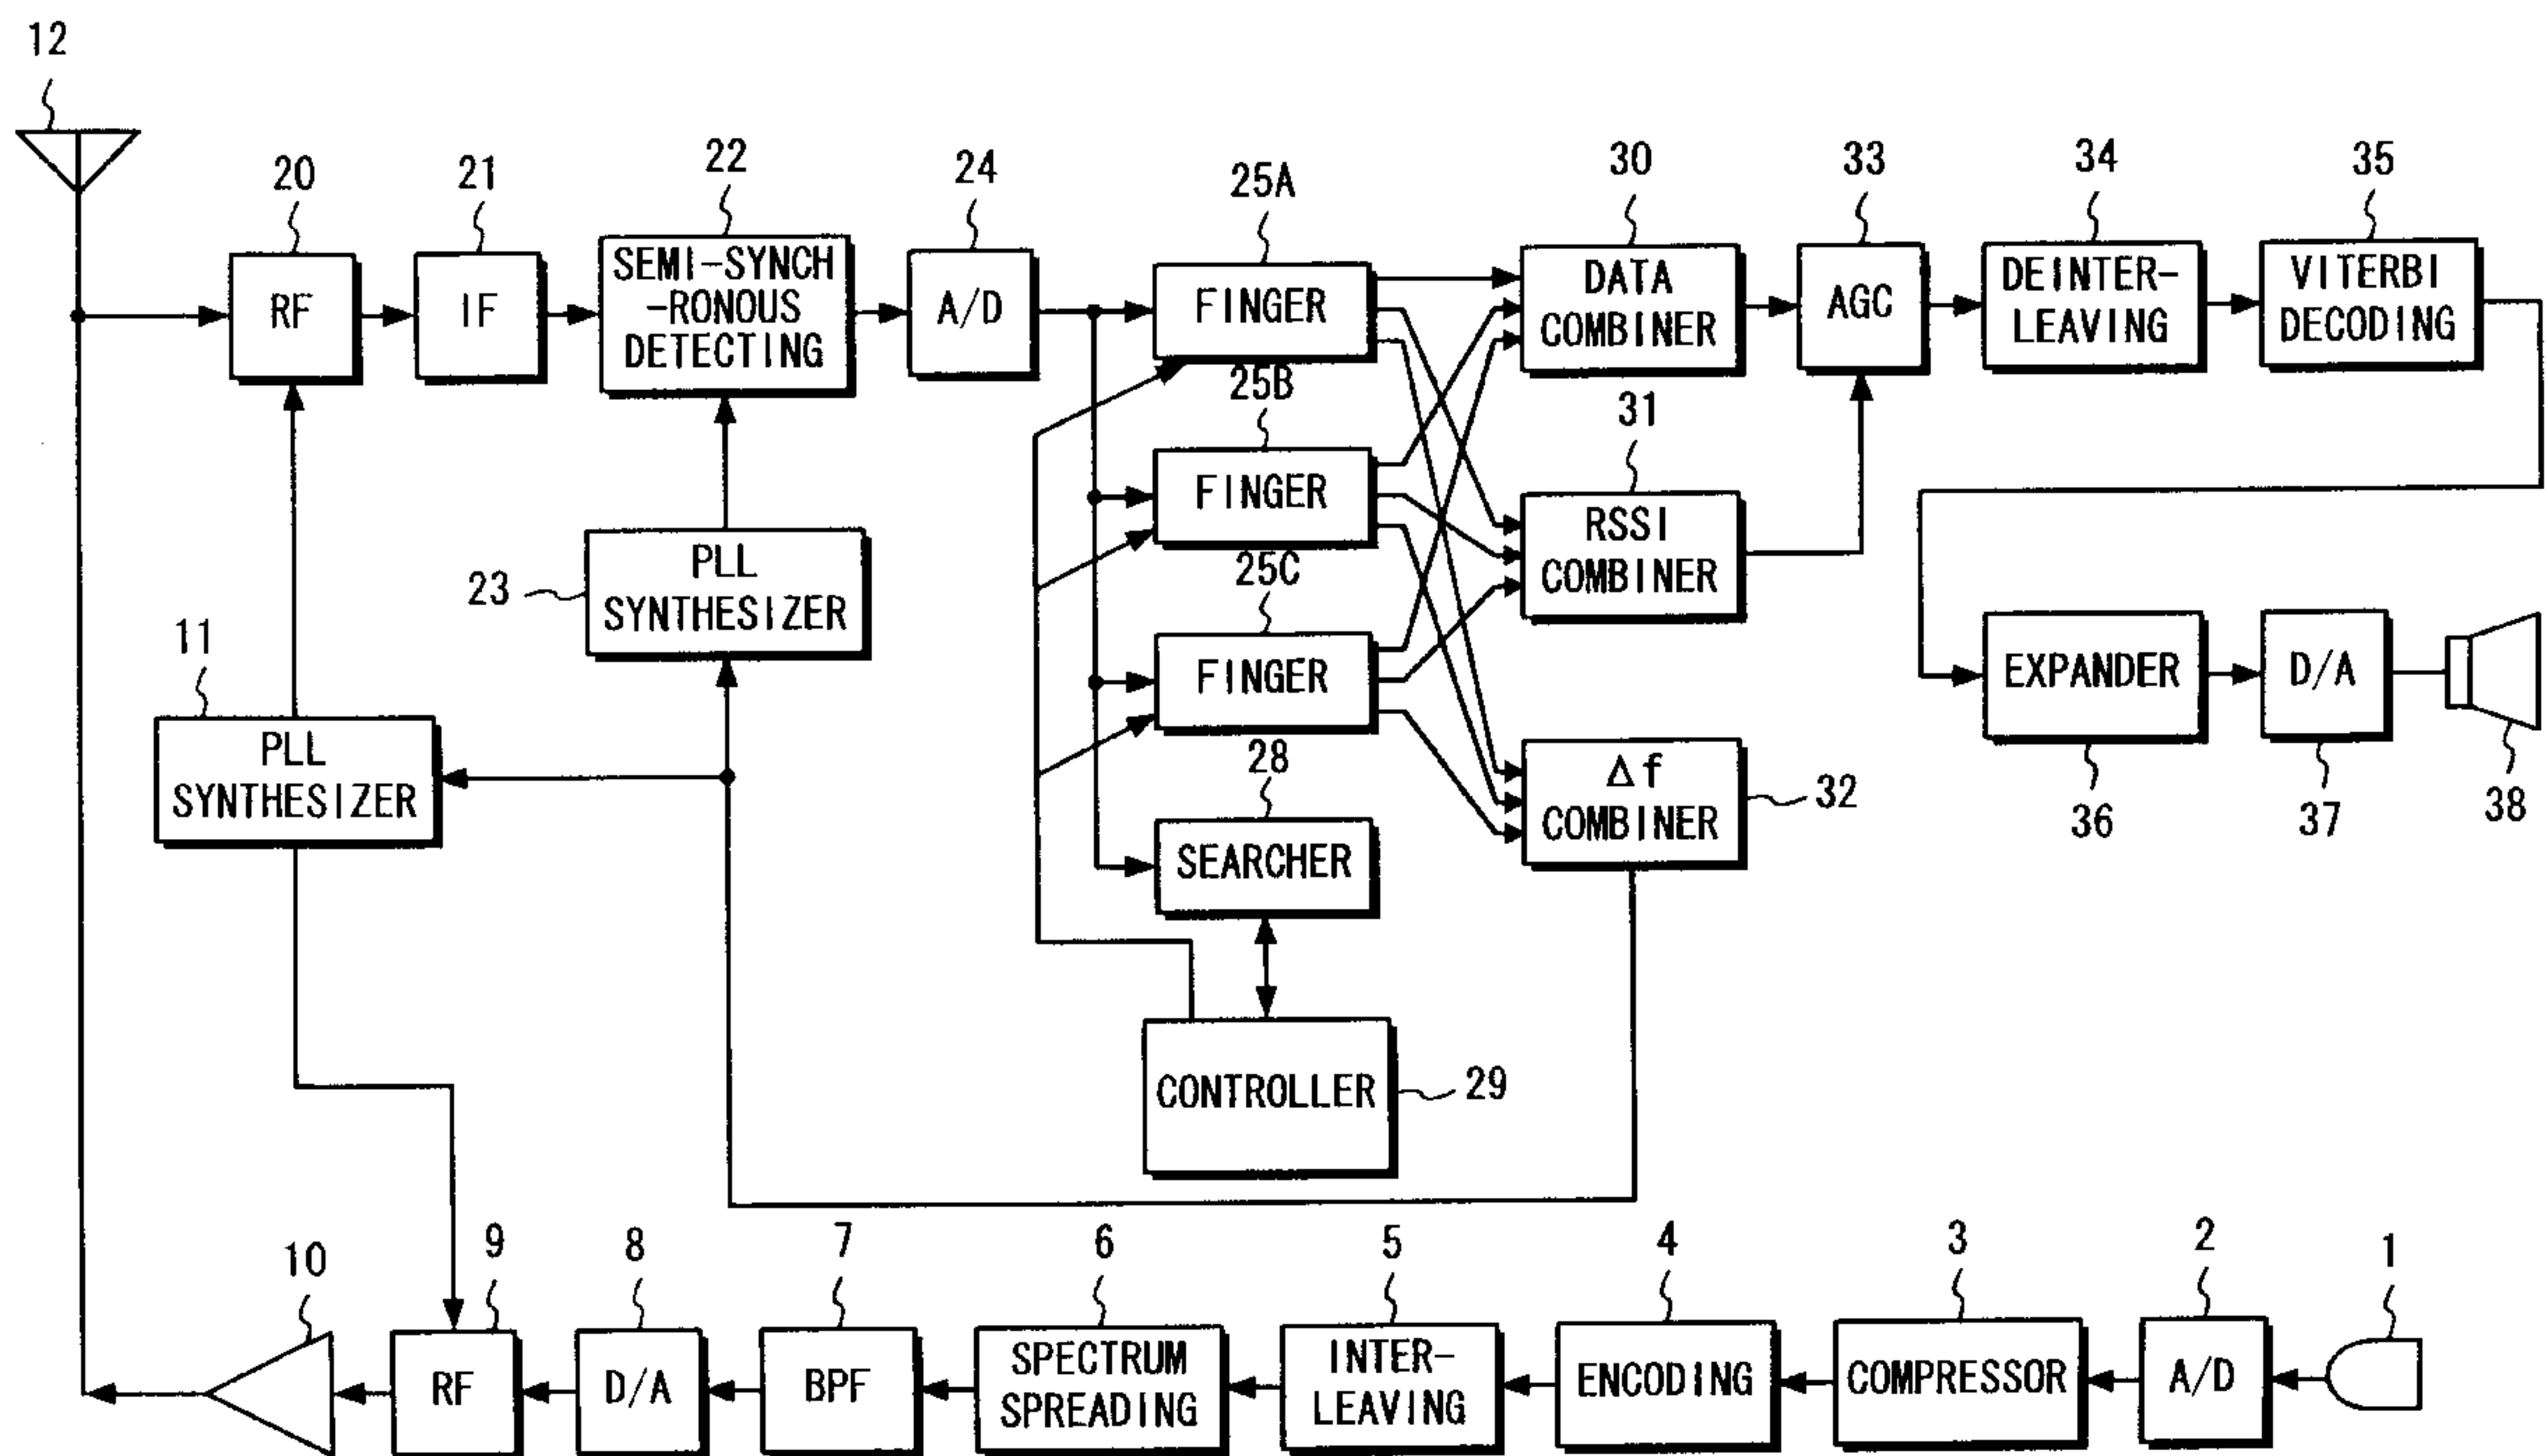 12
20
21
22
24
25A
30
33
34
35
RF
IF
SEMI-SYNCH
-RONOUS
DETECTING
A/D
FINGER
DATA
COMBINER
AGC
DEINTER-
LEAVING
VITERBI
DECODING
25B
FINGER
31
RSSI
COMBINER
23
PLL
SYNTHESIZER
25C
FINGER
11
PLL
SYNTHESIZER
EXPANDER
D/A
36
37
38
28
SEARCHER
Δf
COMBINER
32
CONTROLLER
29
10
9
8
7
6
5
4
3
2
1
RF
D/A
BPF
SPECTRUM
SPREADING
INTER-
LEAVING
ENCODING
COMPRESSOR
A/D